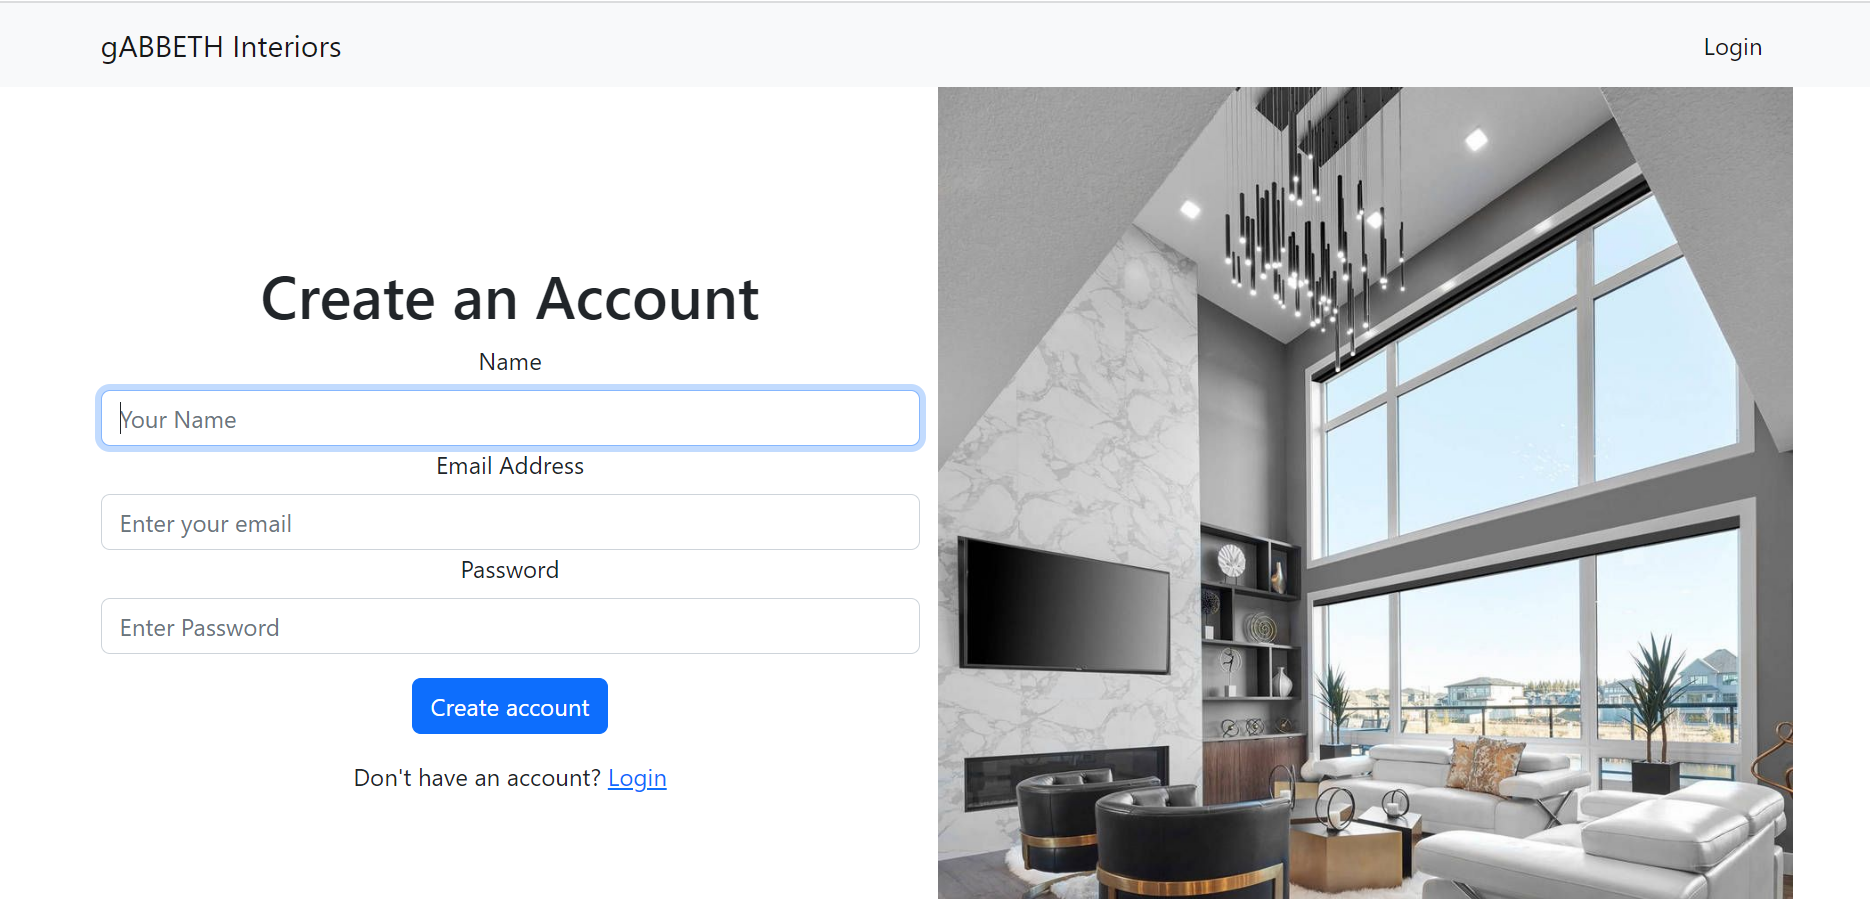 gABBETH Interiors
Login
Create an Account
Name
Your Name
Email Address
Enter your email
Password
Enter Password
Create account
Don't have an account? Login